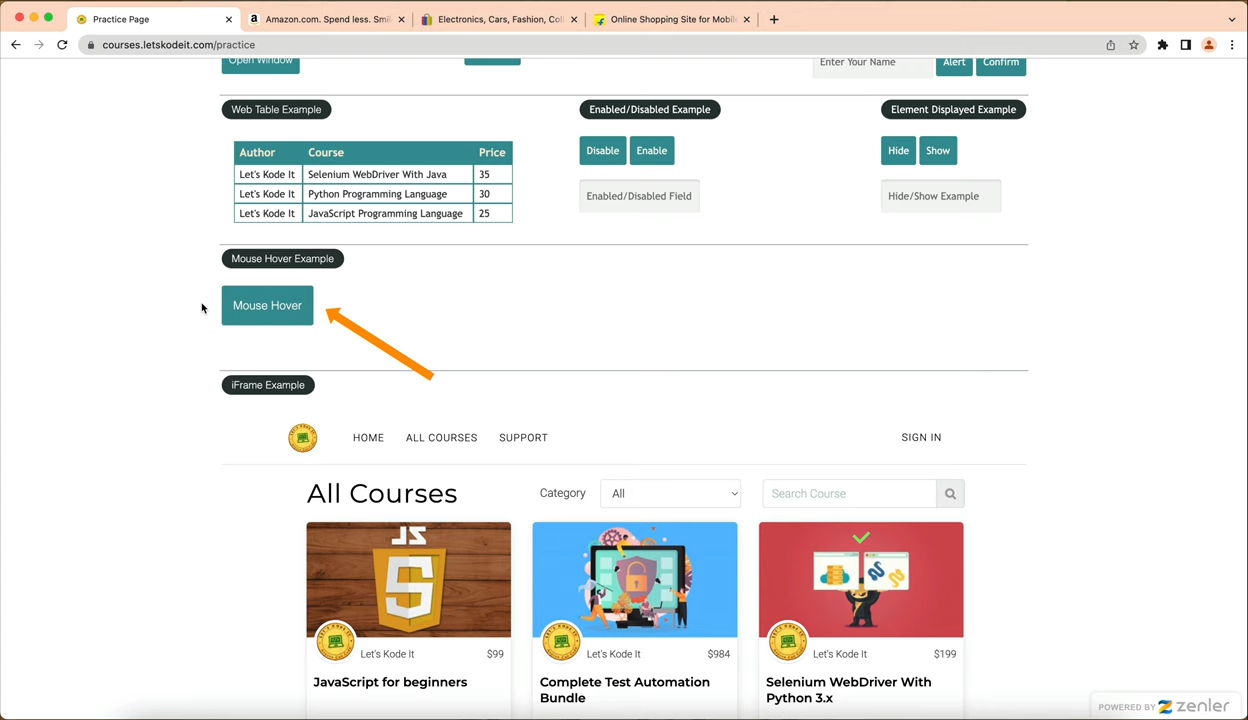 Practice Page
Amazon.com. Spend less. Smi
Electronics, Cars, Fashion, Col
Online Shopping Site for Mobil
courses.letskodeit.com/practice
Open Window
Enter Your Name
Alert
Confirm
Web Table Example
Enabled/Disabled Example
Element Displayed Example
Author Course Price
Let's Kode It Selenium WebDriver With Java 35
Let's Kode It Python Programming Language 30
Let's Kode It JavaScript Programming Language 25
Disable
Enable
Hide
Show
Enabled/Disabled Field
Hide/Show Example
Mouse Hover Example
Mouse Hover
iFrame Example
HOME
ALL COURSES
SUPPORT
SIGN IN
All Courses
Category
All
Search Course
JS
Let's Kode It $99
JavaScript for beginners
Let's Kode It $984
Complete Test Automation
Bundle
Let's Kode It $199
Selenium WebDriver With
Python 3.x
POWERED BY zenler